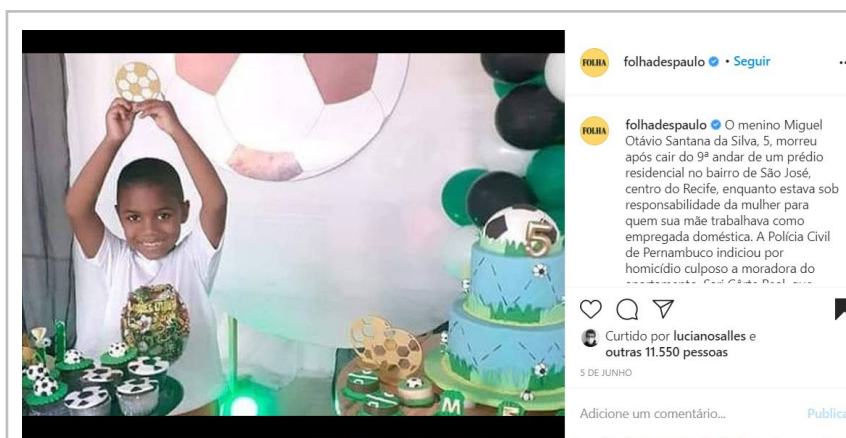 FOLHA folhadespaulo • Seguir
FOLHA folhadespaulo O menino Miguel
Otávio Santana da Silva, 5, morreu
após cair do 9ª andar de um prédio
residencial no bairro de São José,
centro do Recife, enquanto estava sob
responsabilidade da mulher para
quem sua mãe trabalhava como
empregada doméstica. A Polícia Civil
de Pernambuco indiciou por
homicídio culposo a moradora do
Curtido por lucianosalles e
outras 11.550 pessoas
5 DE JUNHO
Adicione um comentário...
Publica
5
M
5